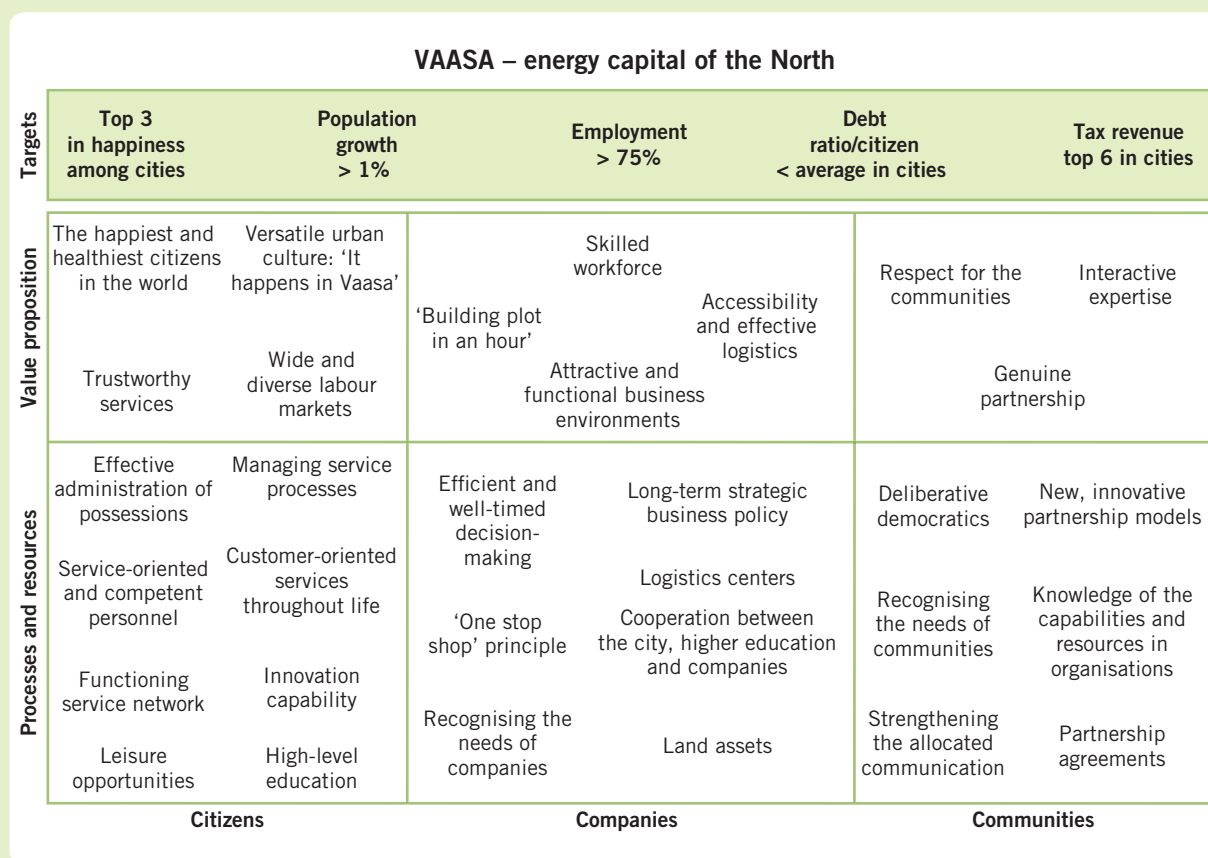 VAASA – energy capital of the North
Targets
Top 3
in happiness
among cities
Population
growth
> 1%
Employment
> 75%
Debt
ratio/citizen
< average in cities
Tax revenue
top 6 in cities
Value proposition
The happiest and
healthiest citizens
in the world
Versatile urban
culture: ‘It
happens in Vaasa’
Trustworthy
services
Wide and
diverse labour
markets
Skilled
workforce
‘Building plot
in an hour’
Accessibility
and effective
logistics
Attractive and
functional business
environments
Respect for the
communities
Interactive
expertise
Genuine
partnership
Processes and resources
Effective
administration of
possessions
Managing service
processes
Service-oriented
and competent
personnel
Customer-oriented
services
throughout life
Functioning
service network
Innovation
capability
Leisure
opportunities
High-level
education
Efficient and
well-timed
decision-
making
Long-term strategic
business policy
Logistics centers
‘One stop
shop’ principle
Cooperation between
the city, higher education
and companies
Recognising the
needs of
companies
Land assets
Deliberative
democratics
New, innovative
partnership models
Recognising
the needs of
communities
Knowledge of the
capabilities and
resources in
organisations
Strengthening
the allocated
communication
Partnership
agreements
Citizens
Companies
Communities